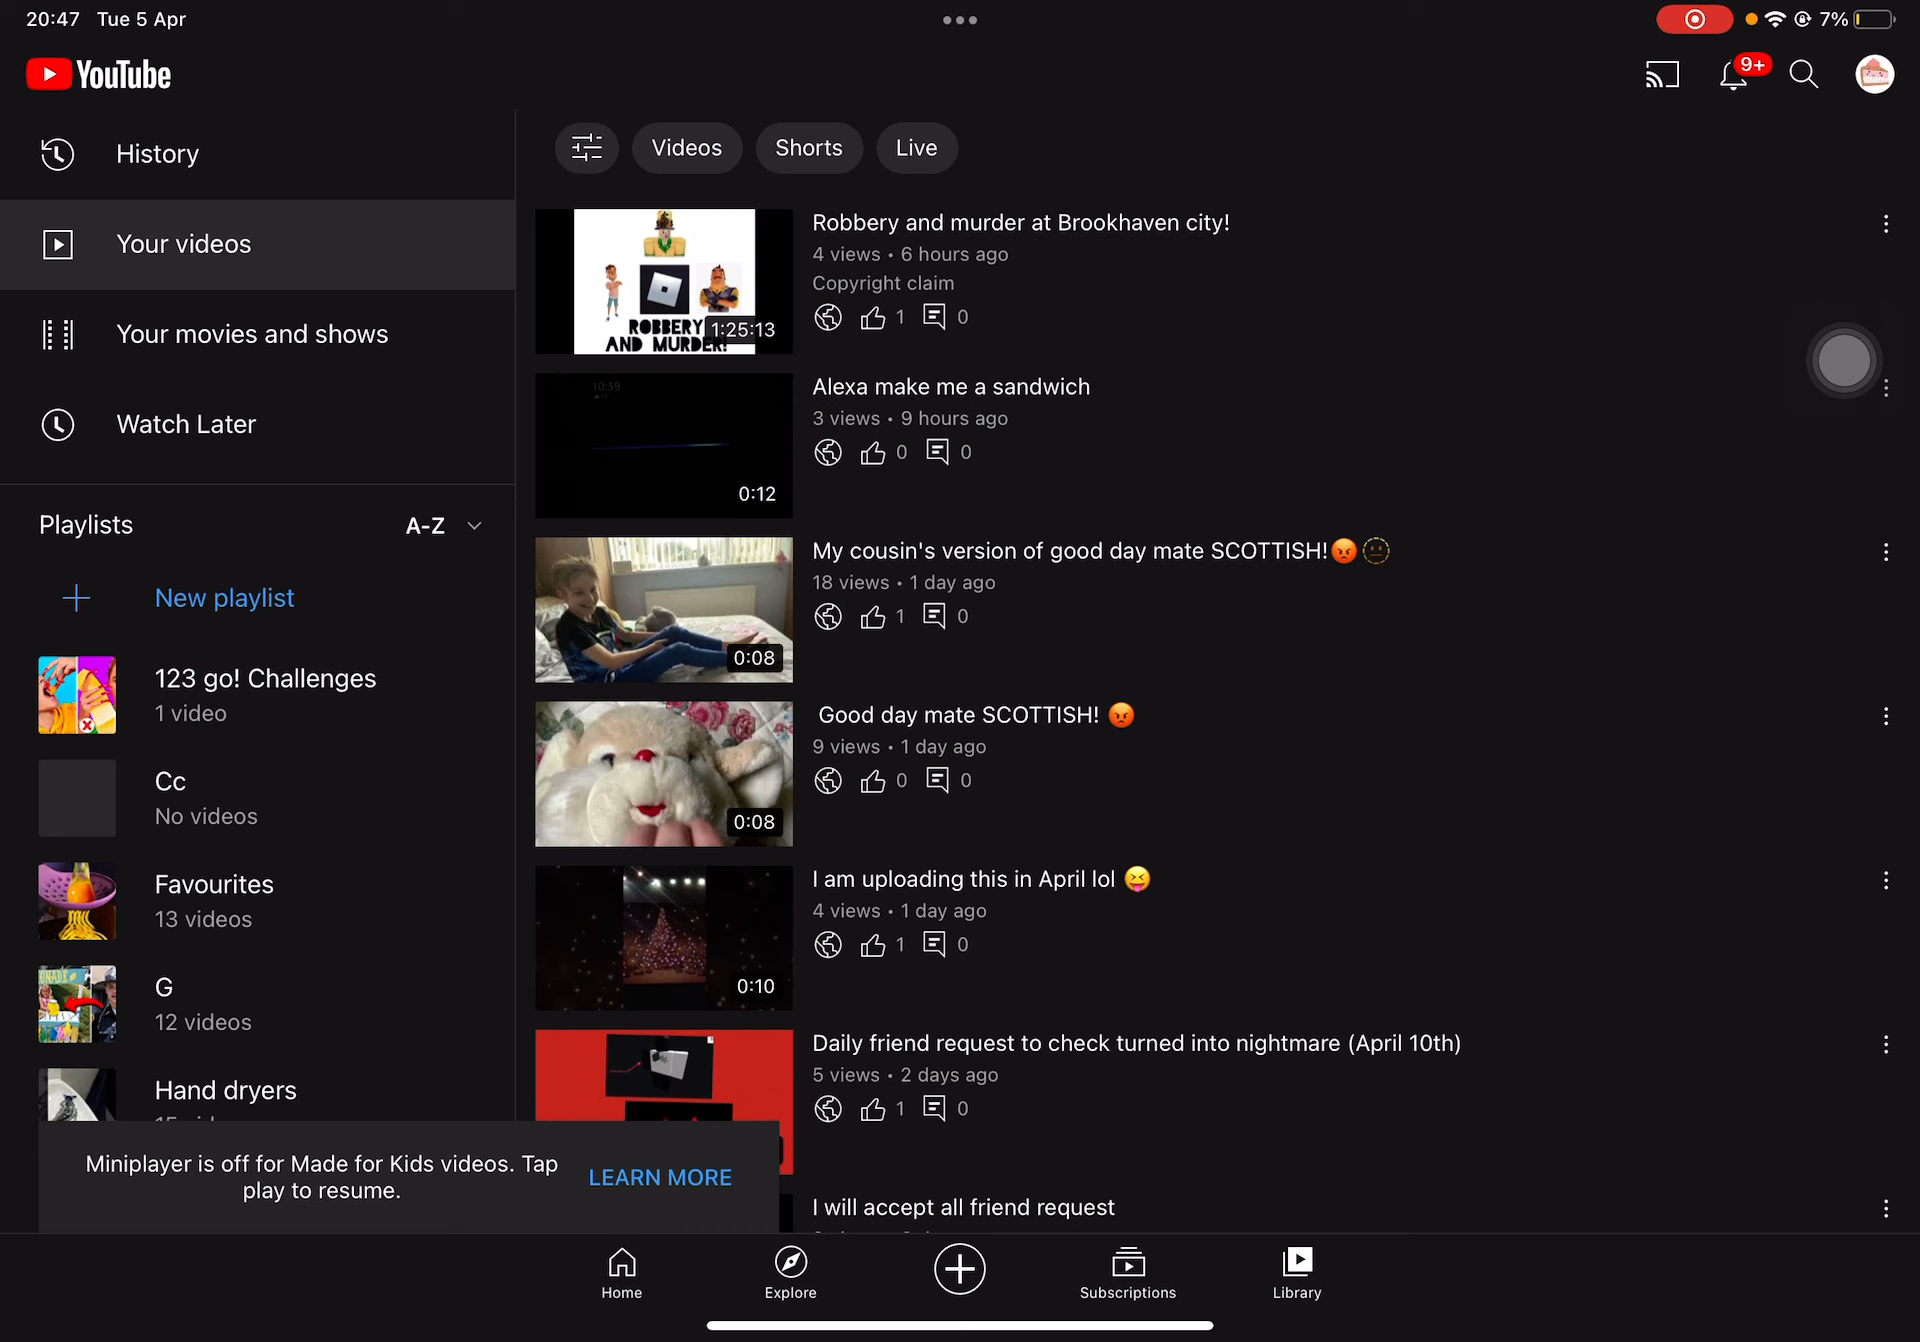 20:47 Tue 5 Apr
7%
YouTube
9+
History
Your videos
Your movies and shows
Watch Later
Playlists
A-Z
New playlist
123 go! Challenges
1 video
Cc
No videos
Favourites
13 videos
G
12 videos
Hand dryers
Miniplayer is off for Made for Kids videos. Tap
play to resume.
LEARN MORE
Videos
Shorts
Live
ROBBERY
AND MURDER!
1:25:13
Robbery and murder at Brookhaven city!
4 views • 6 hours ago
Copyright claim
1
0
10:39
0:12
Alexa make me a sandwich
3 views • 9 hours ago
0
0
0:08
My cousin's version of good day mate SCOTTISH!😡🫥
18 views • 1 day ago
1
0
0:08
Good day mate SCOTTISH! 😡
9 views • 1 day ago
0
0
0:10
I am uploading this in April lol 😝
4 views • 1 day ago
1
0
Daily friend request to check turned into nightmare (April 10th)
5 views • 2 days ago
1
0
I will accept all friend request
Home
Explore
Subscriptions
Library